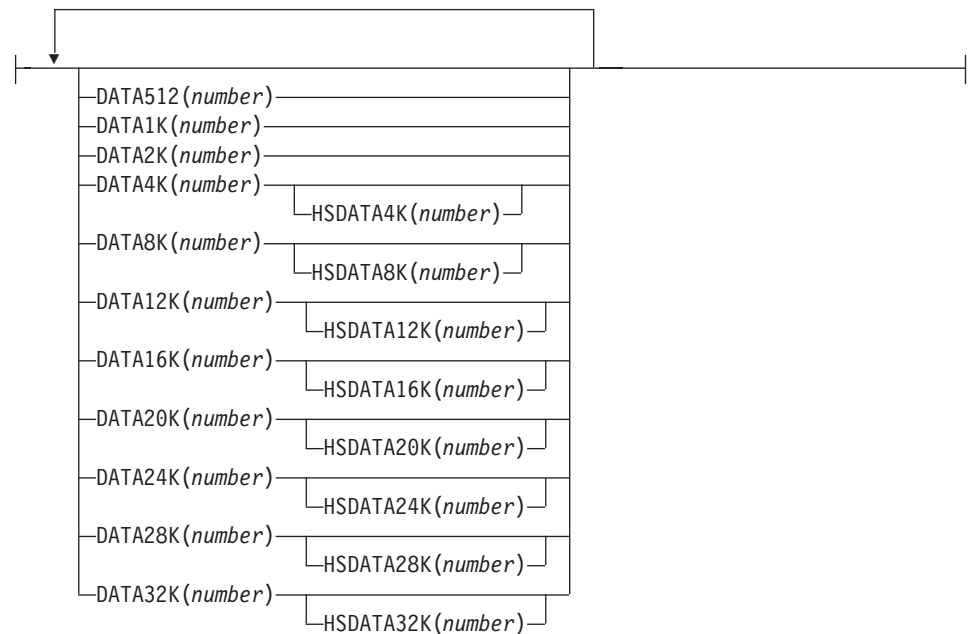 DATA512(number)
DATA1K(number)
DATA2K(number)
DATA4K(number)
HSDATA4K(number)
DATA8K(number)
HSDATA8K(number)
DATA12K(number)
HSDATA12K(number)
DATA16K(number)
HSDATA16K(number)
DATA20K(number)
HSDATA20K(number)
DATA24K(number)
HSDATA24K(number)
DATA28K(number)
HSDATA28K(number)
DATA32K(number)
HSDATA32K(number)